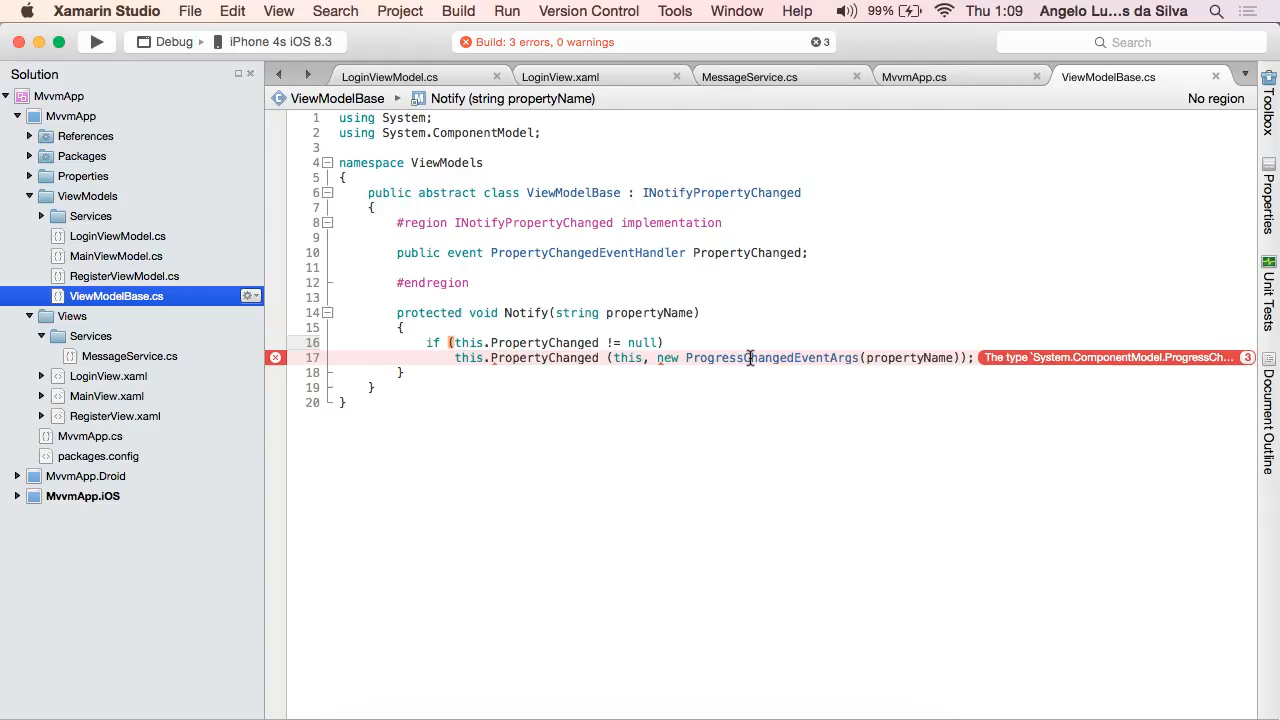 Xamarin Studio File Edit View Search Project Build Run Version Control Tools Window Help 99% Thu 1:09 Angelo Lu…s da Silva
Debug iPhone 4s iOS 8.3 Build: 3 errors, 0 warnings 3 Search
Solution
MvvmApp
MvvmApp
References
Packages
Properties
ViewModels
Services
LoginViewModel.cs
MainViewModel.cs
RegisterViewModel.cs
ViewModelBase.cs
Views
Services
MessageService.cs
LoginView.xaml
MainView.xaml
RegisterView.xaml
MvvmApp.cs
packages.config
MvvmApp.Droid
MvvmApp.iOS
LoginViewModel.cs LoginView.xaml MessageService.cs MvvmApp.cs ViewModelBase.cs
ViewModelBase Notify (string propertyName) No region
1 using System;
2 using System.ComponentModel;
3
4 namespace ViewModels
5 {
6 public abstract class ViewModelBase : INotifyPropertyChanged
7 {
8 #region INotifyPropertyChanged implementation
9
10 public event PropertyChangedEventHandler PropertyChanged;
11
12 #endregion
13
14 protected void Notify(string propertyName)
15 {
16 if (this.PropertyChanged != null)
17 this.PropertyChanged (this, new ProgressChangedEventArgs(propertyName)); The type `System.ComponentModel.ProgressCh... 3
18 }
19 }
20 }
Toolbox
Properties
Unit Tests
Document Outline